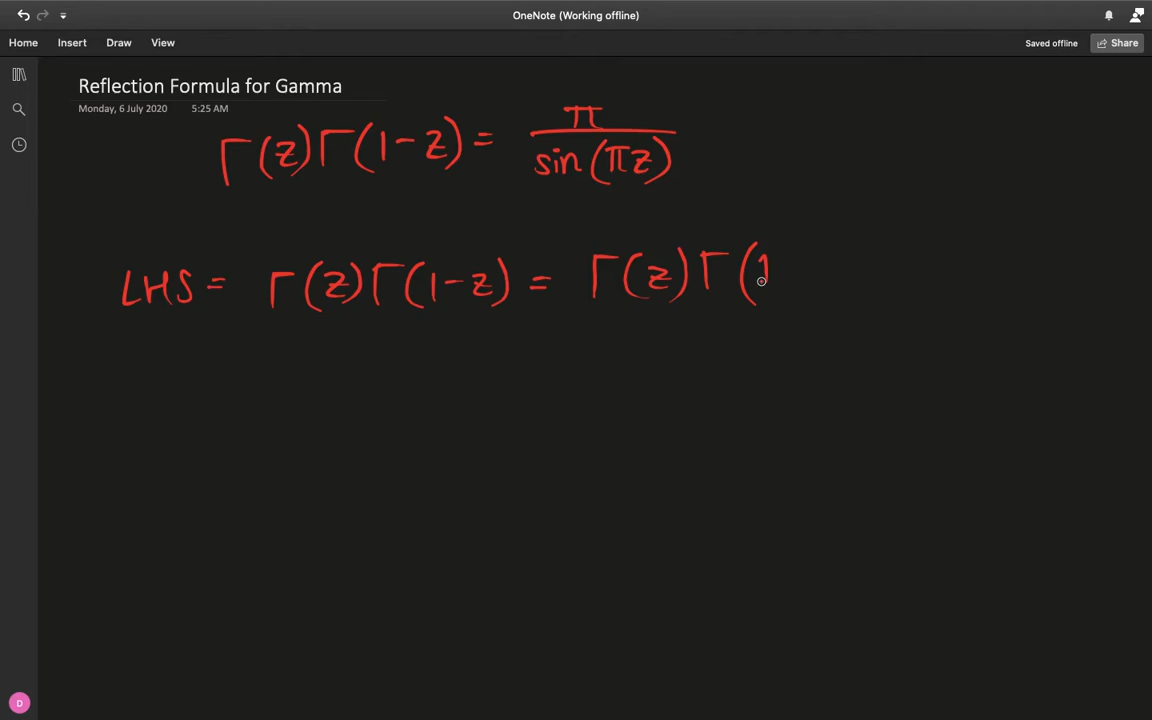 OneNote (Working offline)
Home Insert Draw View Saved offline Share
Reflection Formula for Gamma
Monday, 6 July 2020 5:25 AM
Γ(z)Γ(1-z) = π / sin(πz)
LHS = Γ(z)Γ(1-z) = Γ(z)Γ(1
D